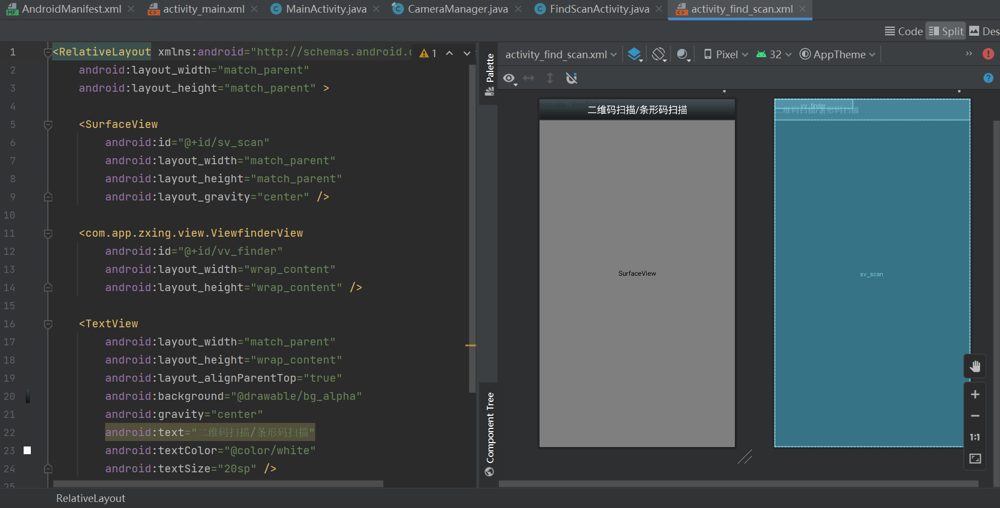 AndroidManifest.xml
activity_main.xml
MainActivity.java
CameraManager.java
FindScanActivity.java
activity_find_scan.xml
Code
Split
Des
1 <RelativeLayout xmlns:android="http://schemas.android.c
1
2 android:layout_width="match_parent"
3 android:layout_height="match_parent" >
4
5 <SurfaceView
6 android:id="@+id/sv_scan"
7 android:layout_width="match_parent"
8 android:layout_height="match_parent"
9 android:layout_gravity="center" />
10
11 <com.app.zxing.view.ViewfinderView
12 android:id="@+id/vv_finder"
13 android:layout_width="wrap_content"
14 android:layout_height="wrap_content" />
15
16 <TextView
17 android:layout_width="match_parent"
18 android:layout_height="wrap_content"
19 android:layout_alignParentTop="true"
20 android:background="@drawable/bg_alpha"
21 android:gravity="center"
22 android:text="二维码扫描/条形码扫描"
23 android:textColor="@color/white"
24 android:textSize="20sp" />
25
Palette
Component Tree
activity_find_scan.xml
Pixel
32
AppTheme
二维码扫描/条形码扫描
SurfaceView
vv_finder
二维码扫描/条形码扫描
sv_scan
1:1
RelativeLayout